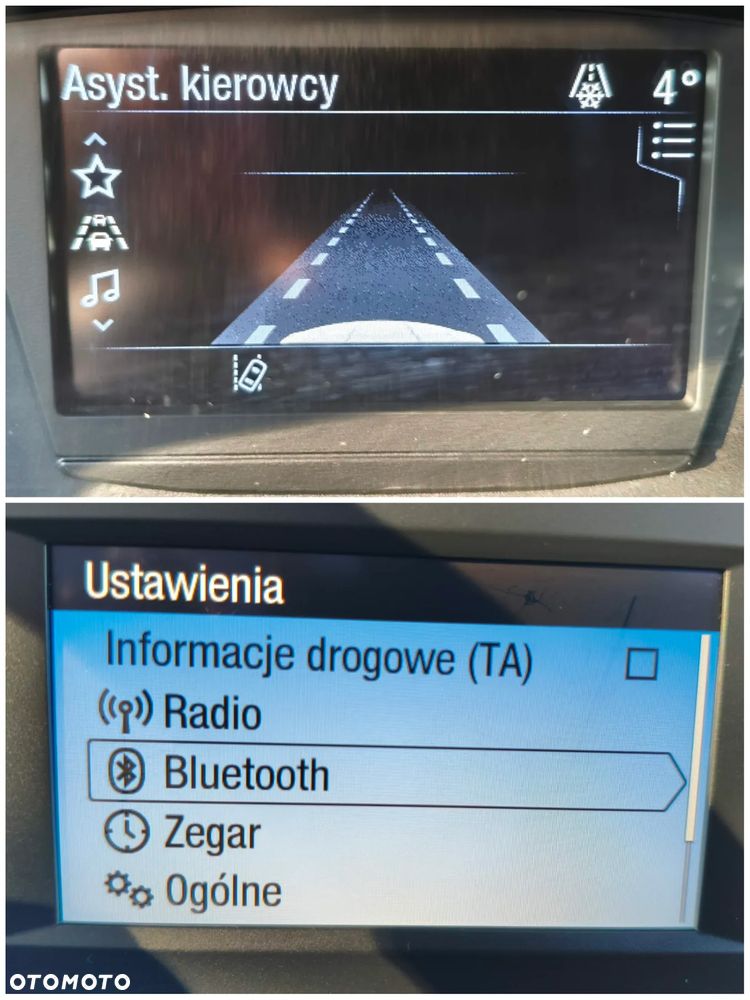 Asyst. kierowcy
4°
Ustawienia
Informacje drogowe (TA)
Radio
Bluetooth
Zegar
Ogólne
OTOMOTO